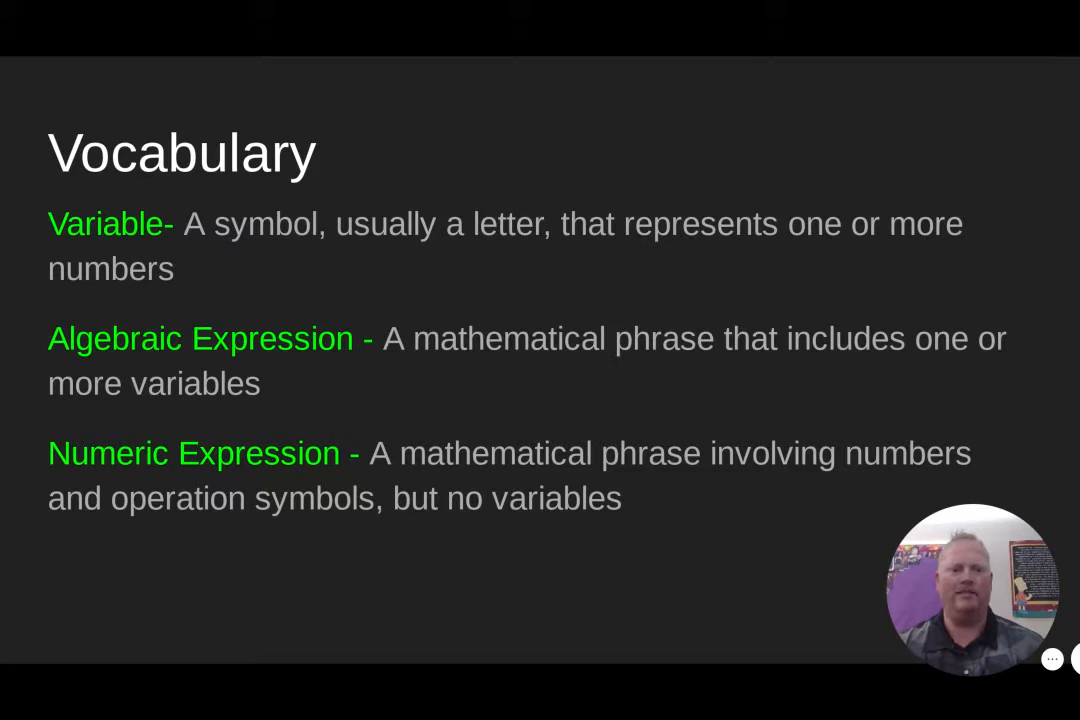 Vocabulary
Variable- A symbol, usually a letter, that represents one or more
numbers
Algebraic Expression - A mathematical phrase that includes one or
more variables
Numeric Expression - A mathematical phrase involving numbers
and operation symbols, but no variables